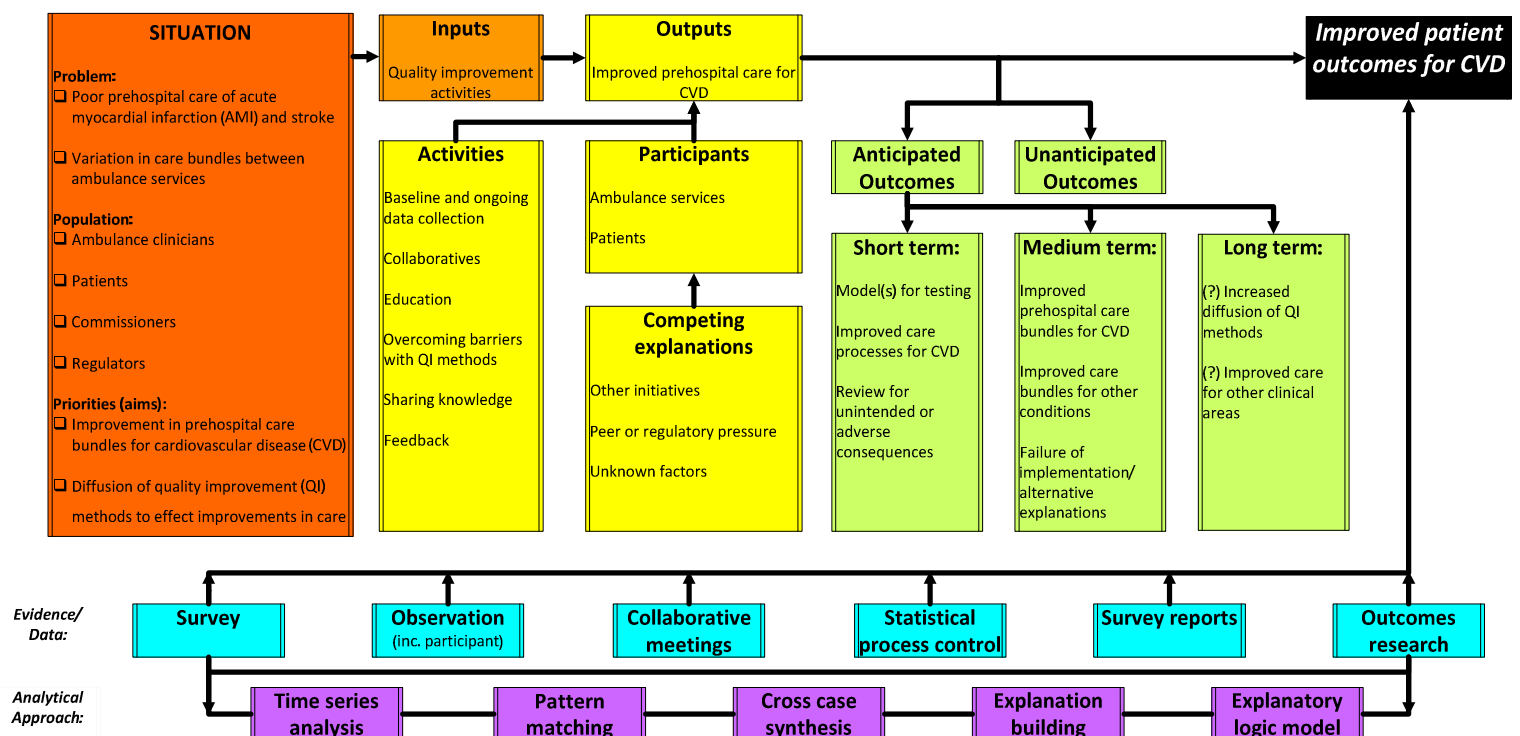 SITUATION
Problem:
❑ Poor prehospital care of acute
myocardial infarction (AMI) and stroke
❑ Variation in care bundles between
ambulance services
Population:
❑ Ambulance clinicians
❑ Patients
❑ Commissioners
❑ Regulators
Priorities (aims):
❑ Improvement in prehospital care
bundles for cardiovascular disease (CVD)
❑ Diffusion of quality improvement (QI)
methods to effect improvements in care
Inputs
Quality improvement
activities
Outputs
Improved prehospital care for
CVD
Improved patient
outcomes for CVD
Activities
Baseline and ongoing
data collection
Collaboratives
Education
Overcoming barriers
with QI methods
Sharing knowledge
Feedback
Participants
Ambulance services
Patients
Competing
explanations
Other initiatives
Peer or regulatory pressure
Unknown factors
Anticipated
Outcomes
Unanticipated
Outcomes
Short term:
Model(s) for testing
Improved care
processes for CVD
Review for
unintended or
adverse
consequences
Medium term:
Improved
prehospital care
bundles for CVD
Improved care
bundles for other
conditions
Failure of
implementation/
alternative
explanations
Long term:
(?) Increased
diffusion of QI
methods
(?) Improved care
for other clinical
areas
Evidence/
Data:
Survey
Observation
(inc. participant)
Collaborative
meetings
Statistical
process control
Survey reports
Outcomes
research
Analytical
Approach:
Time series
analysis
Pattern
matching
Cross case
synthesis
Explanation
building
Explanatory
logic model